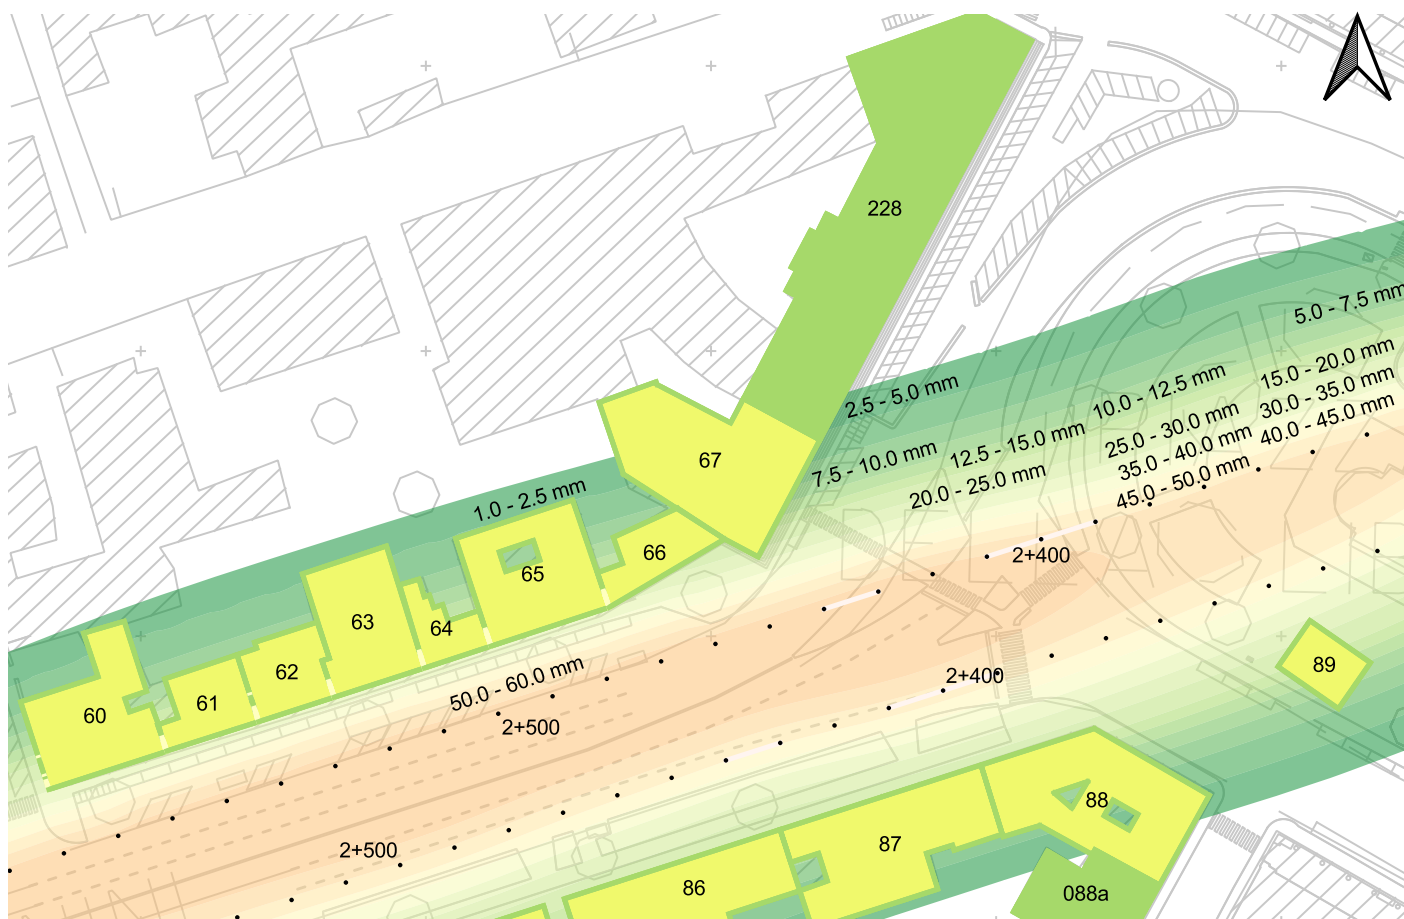 228
5.0 - 7.5 mm
15.0 - 20.0 mm
10.0 - 12.5 mm
2.5 - 5.0 mm
30.0 - 35.0 mm
25.0 - 30.0 mm
40.0 - 45.0 mm
12.5 - 15.0 mm
35.0 - 40.0 mm
7.5 - 10.0 mm
67
20.0 - 25.0 mm
45.0 - 50.0 mm
1.0 - 2.5 mm
66
2+400
65
63
64
89
62
2+400
50.0 - 60.0 mm
61
60
2+500
88
87
2+500
86
088a